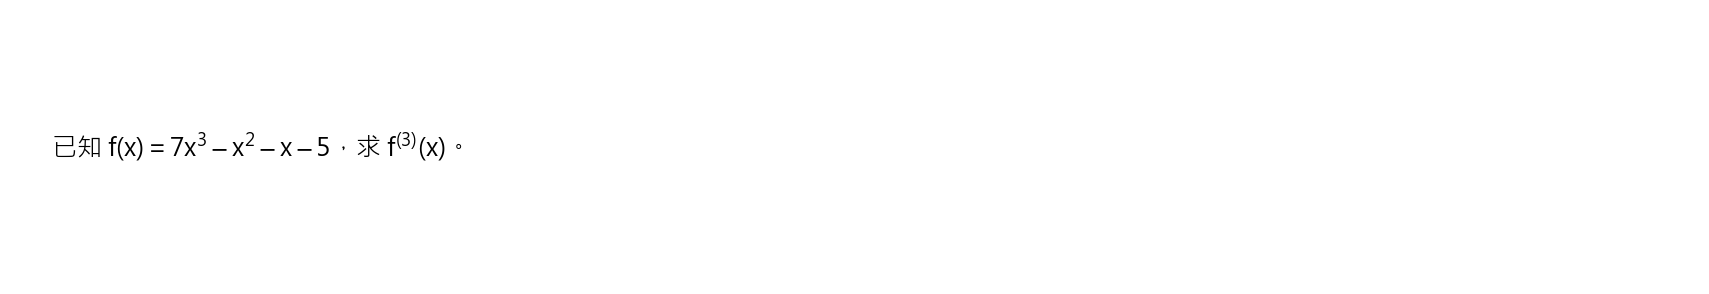 已知 f(x) = 7x³ – x² – x – 5，求 f⁽³⁾(x)。